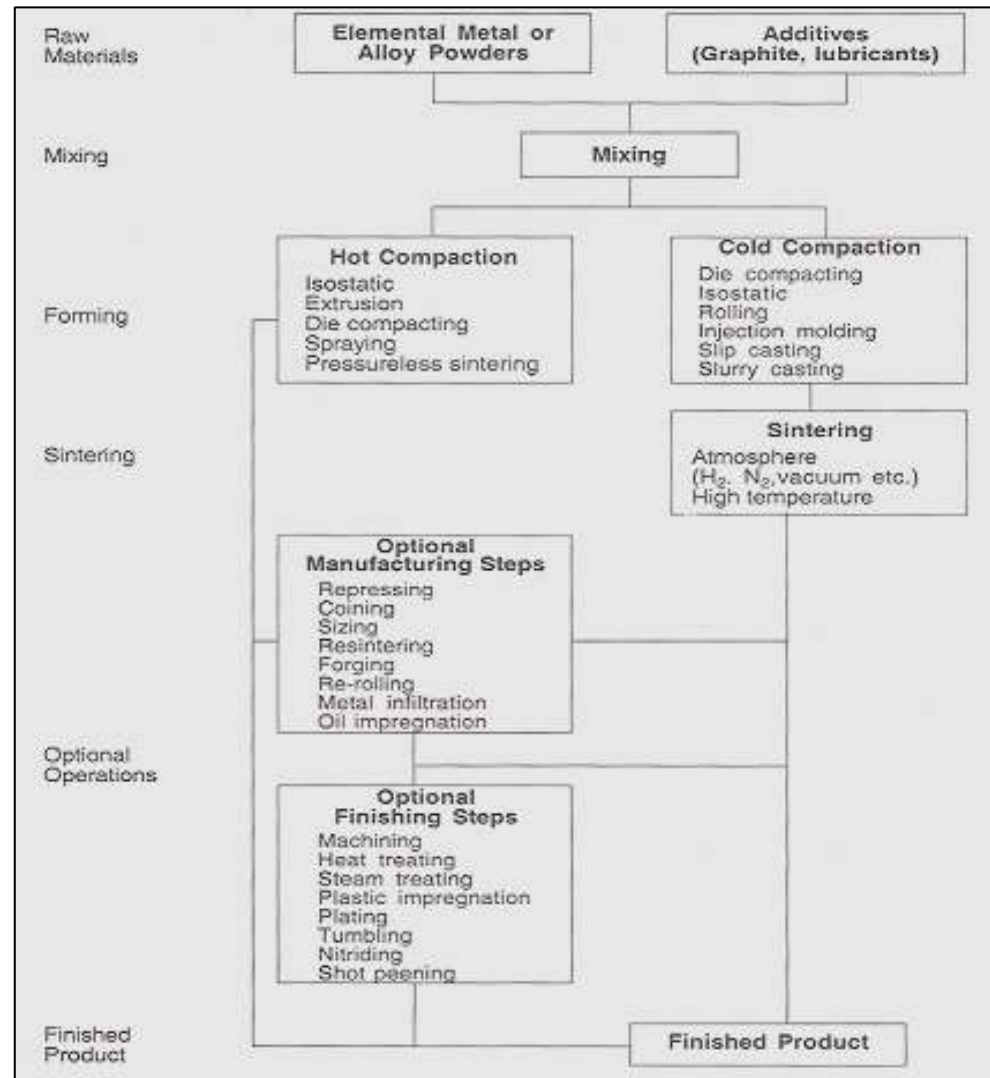 Raw
Materials
Elemental Metal or
Alloy Powders
Additives
(Graphite, lubricants)
Mixing
Mixing
Forming
Hot Compaction
Isostatic
Extrusion
Die compacting
Spraying
Pressureless sintering
Cold Compaction
Die compacting
Isostatic
Rolling
Injection molding
Slip casting
Slurry casting
Sintering
Sintering
Atmosphere
(H₂. N₂,vacuum etc.)
High temperature
Optional
Operations
Optional
Manufacturing Steps
Repressing
Coining
Sizing
Resintering
Forging
Re-rolling
Metal infiltration
Oil impregnation
Optional
Finishing Steps
Machining
Heat treating
Steam treating
Plastic impregnation
Plating
Tumbling
Nitriding
Shot peening
Finished
Product
Finished Product